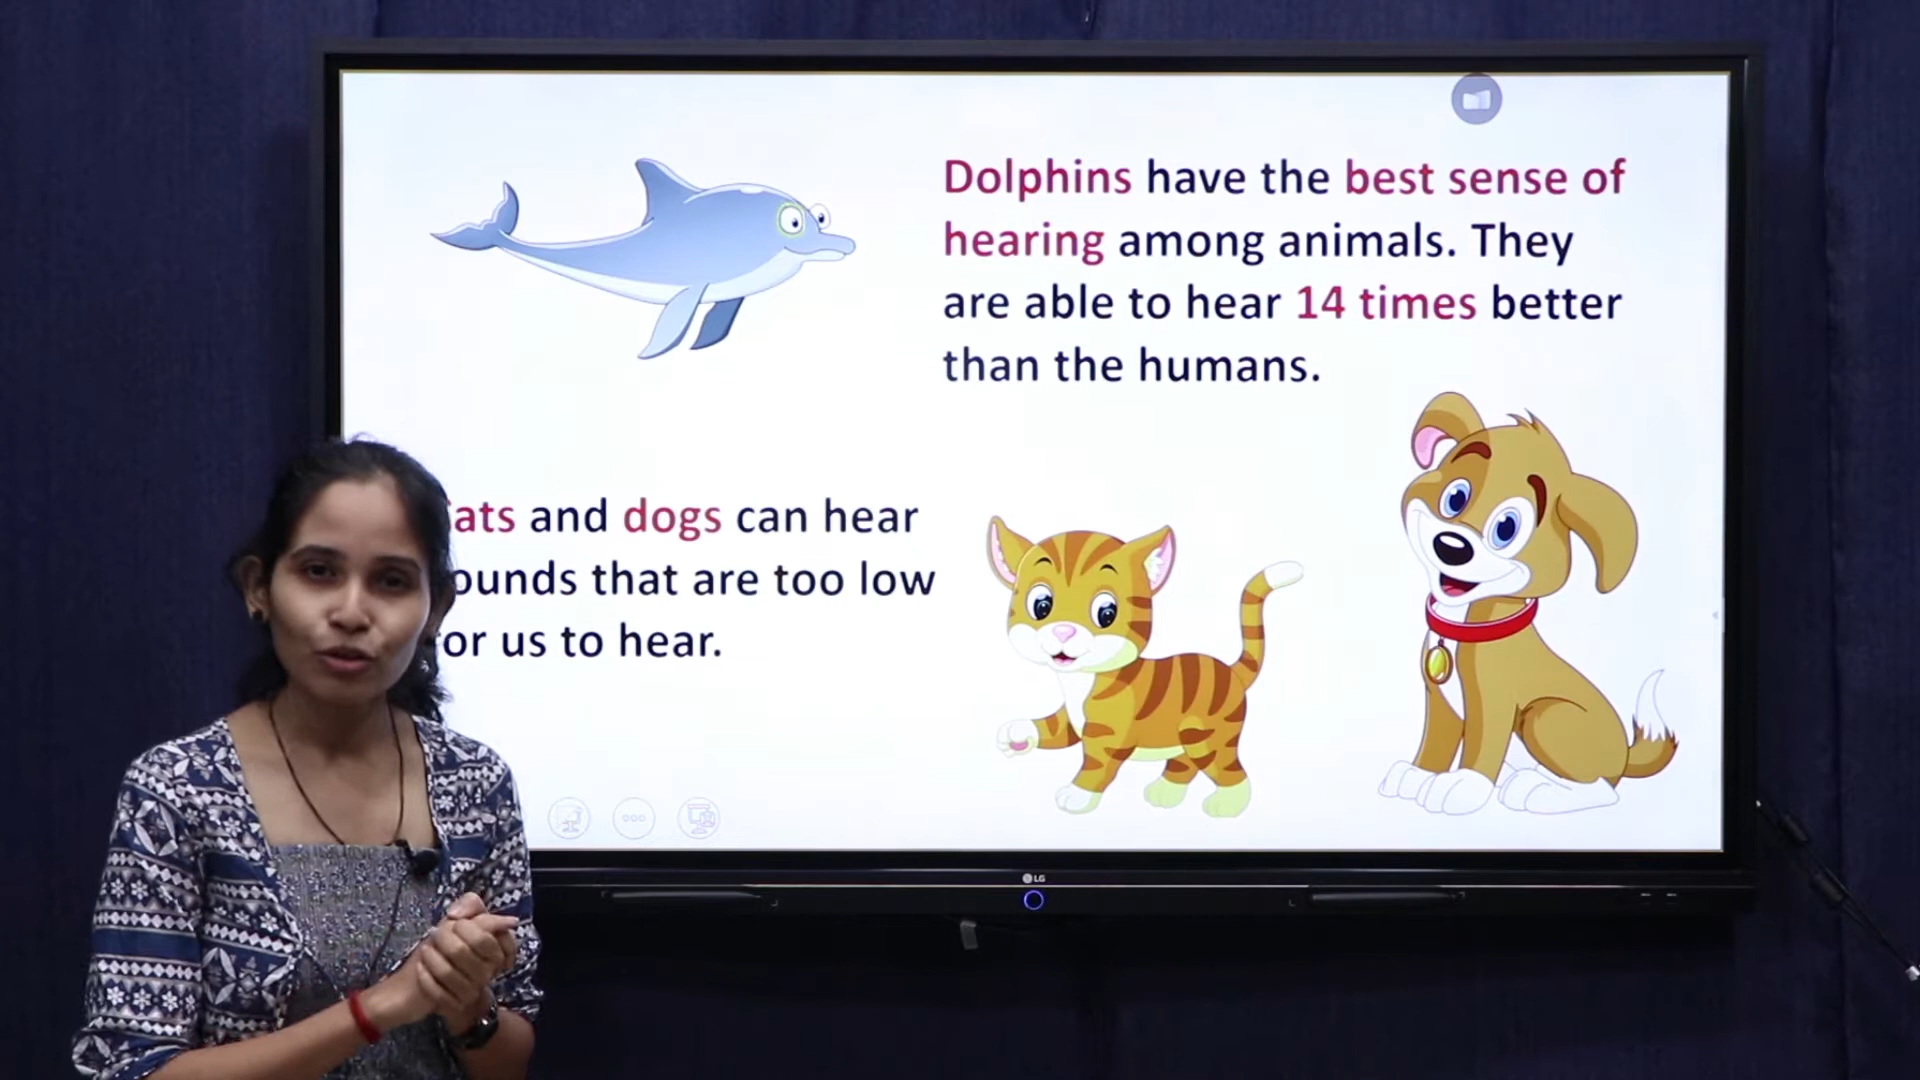 Dolphins have the best sense of
hearing among animals. They
are able to hear 14 times better
than the humans.
ats and dogs can hear
ounds that are too low
or us to hear.
LG